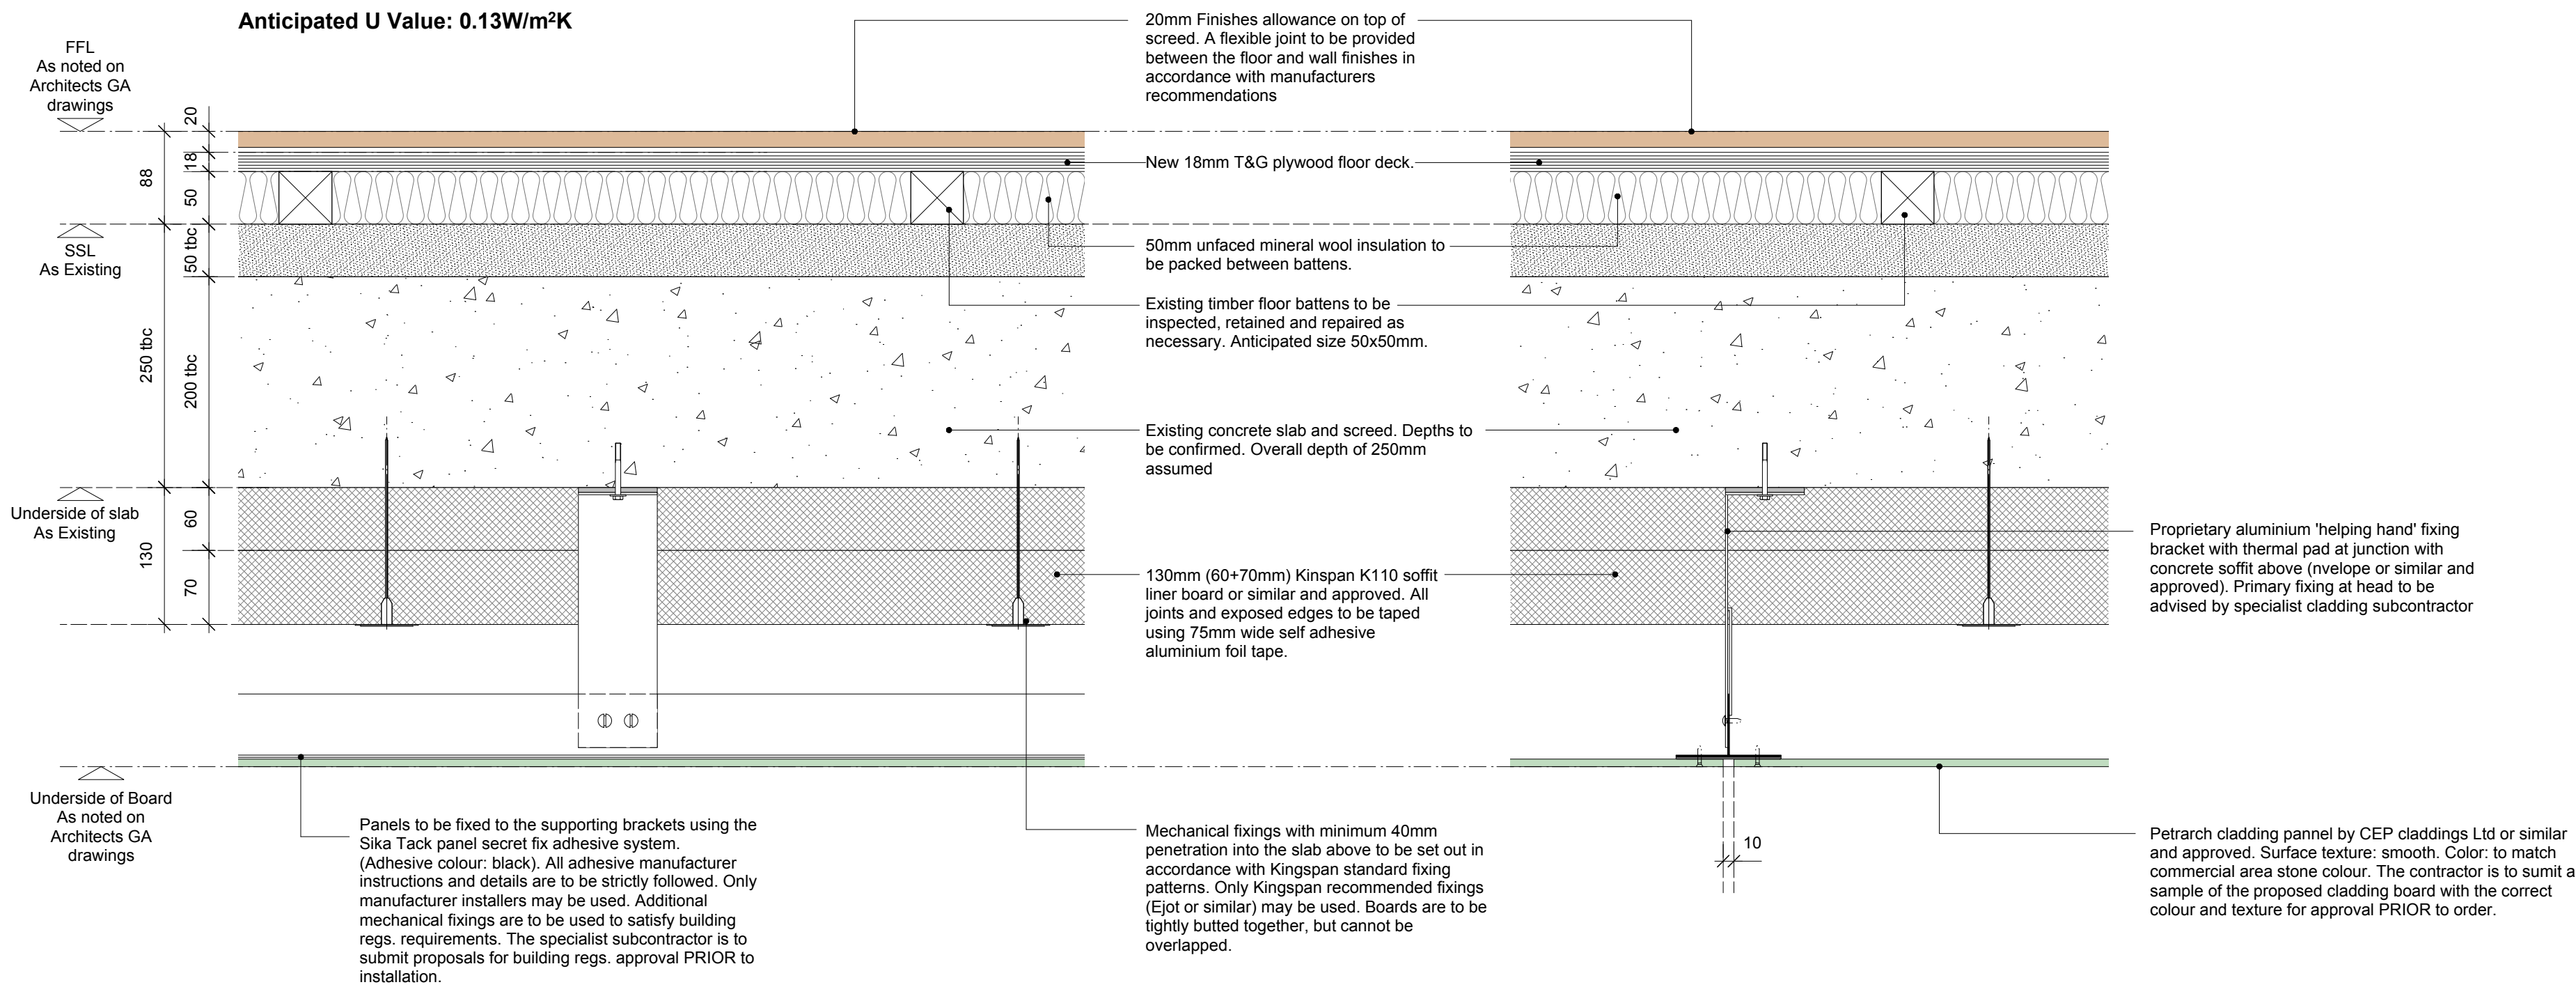 Anticipated U Value: 0.13W/m²K
FFL
As noted on
Architects GA
drawings
20
18
50
88
SSL
As Existing
50 tbc
200 tbc
250 tbc
Underside of slab
As Existing
60
70
130
Underside of Board
As noted on
Architects GA
drawings
20mm Finishes allowance on top of
screed. A flexible joint to be provided
between the floor and wall finishes in
accordance with manufacturers
recommendations
New 18mm T&G plywood floor deck.
50mm unfaced mineral wool insulation to
be packed between battens.
Existing timber floor battens to be
inspected, retained and repaired as
necessary. Anticipated size 50x50mm.
Existing concrete slab and screed. Depths to
be confirmed. Overall depth of 250mm
assumed
130mm (60+70mm) Kinspan K110 soffit
liner board or similar and approved. All
joints and exposed edges to be taped
using 75mm wide self adhesive
aluminium foil tape.
Proprietary aluminium 'helping hand' fixing
bracket with thermal pad at junction with
concrete soffit above (nvelope or similar and
approved). Primary fixing at head to be
advised by specialist cladding subcontractor
Panels to be fixed to the supporting brackets using the
Sika Tack panel secret fix adhesive system.
(Adhesive colour: black). All adhesive manufacturer
instructions and details are to be strictly followed. Only
manufacturer installers may be used. Additional
mechanical fixings are to be used to satisfy building
regs. requirements. The specialist subcontractor is to
submit proposals for building regs. approval PRIOR to
installation.
Mechanical fixings with minimum 40mm
penetration into the slab above to be set out in
accordance with Kingspan standard fixing
patterns. Only Kingspan recommended fixings
(Ejot or similar) may be used. Boards are to be
tightly butted together, but cannot be
overlapped.
10
Petrarch cladding pannel by CEP claddings Ltd or similar
and approved. Surface texture: smooth. Color: to match
commercial area stone colour. The contractor is to sumit a
sample of the proposed cladding board with the correct
colour and texture for approval PRIOR to order.